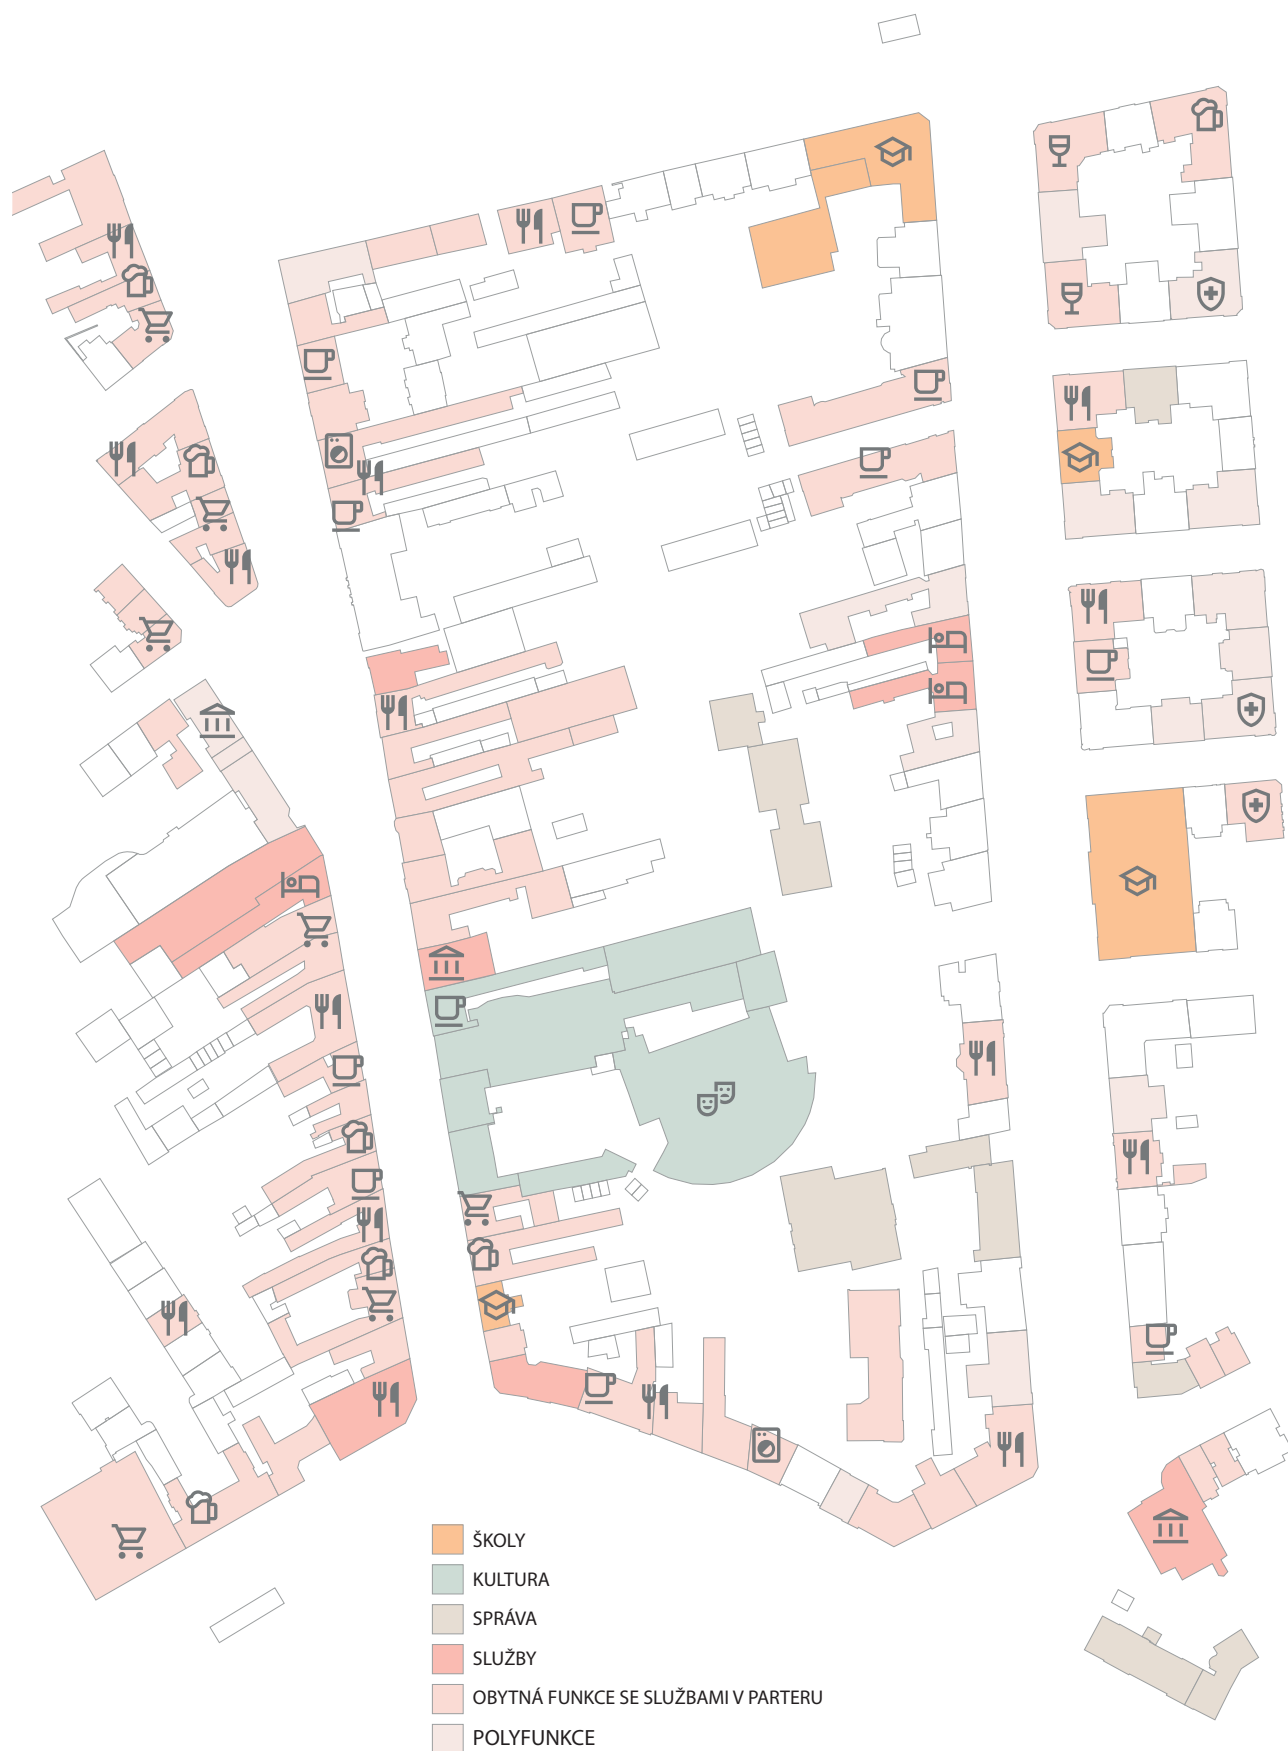 ŠKOLY
KULTURA
SPRÁVA
SLUŽBY
OBYTNÁ FUNKCE SE SLUŽBAMI V PARTERU
POLYFUNKCE